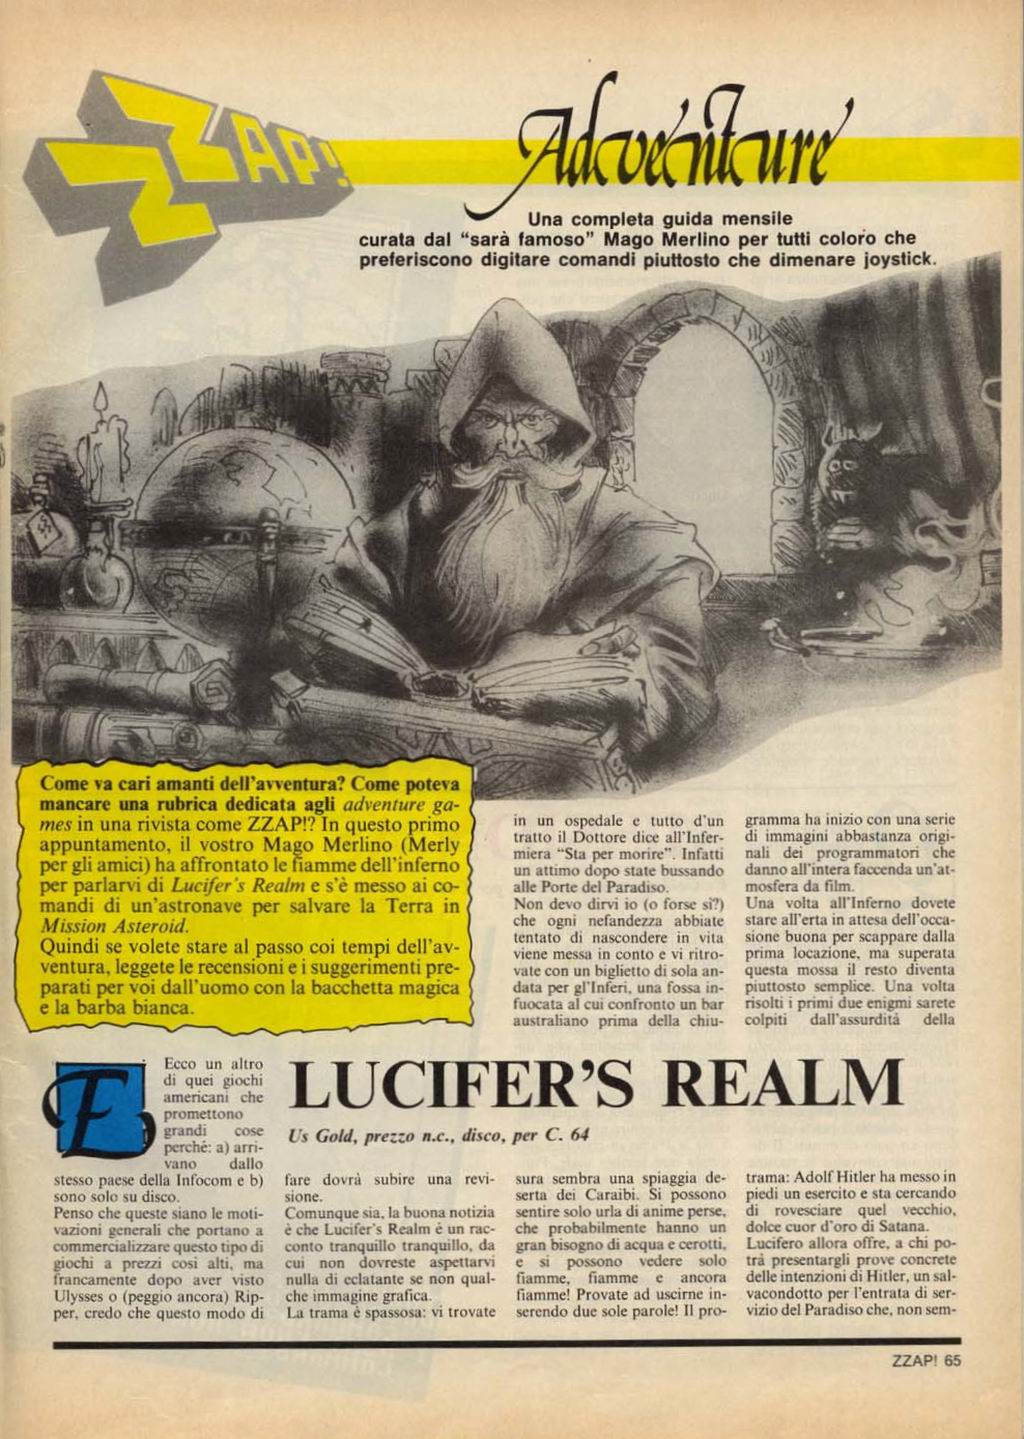 ZZAP!
Adventure
Una completa guida mensile
curata dal “sarà famoso” Mago Merlino per tutti coloro che
preferiscono digitare comandi piuttosto che dimenare joystick.
Come va cari amanti dell'avventura? Come poteva
mancare una rubrica dedicata agli adventure ga-
mes in una rivista come ZZAP!? In questo primo
appuntamento, il vostro Mago Merlino (Merly
per gli amici) ha affrontato le fiamme dell'inferno
per parlarvi di Lucifer's Realm e s'è messo ai co-
mandi di un'astronave per salvare la Terra in
Mission Asteroid.
Quindi se volete stare al passo coi tempi dell'av-
ventura, leggete le recensioni e i suggerimenti pre-
parati per voi dall'uomo con la bacchetta magica
e la barba bianca.
LUCIFER'S REALM
Us Gold, prezzo n.c., disco, per C. 64
E
Ecco un altro
di quei giochi
americani che
promettono
grandi cose
perché: a) arri-
vano dallo
stesso paese della Infocom e b)
sono solo su disco.
Penso che queste siano le moti-
vazioni generali che portano a
commercializzare questo tipo di
giochi a prezzi così alti, ma
francamente dopo aver visto
Ulysses o (peggio ancora) Rip-
per, credo che questo modo di
fare dovrà subire una revi-
sione.
Comunque sia, la buona notizia
è che Lucifer's Realm é un rac-
conto tranquillo tranquillo, da
cui non dovreste aspettarvi
nulla di eclatante se non qual-
che immagine grafica.
La trama è spassosa: vi trovate
in un ospedale e tutto d'un
tratto il Dottore dice all'Infer-
miera “Sta per morire”. Infatti
un attimo dopo state bussando
alle Porte del Paradiso.
Non devo dirvi io (o forse sì?)
che ogni nefandezza abbiate
tentato di nascondere in vita
viene messa in conto e vi ritro-
vate con un biglietto di sola an-
data per gl'Inferi, una fossa in-
fuocata al cui confronto un bar
australiano prima della chiu-
sura sembra una spiaggia de-
serta dei Caraibi. Si possono
sentire solo urla di anime perse,
che probabilmente hanno un
gran bisogno di acqua e cerotti,
e si possono vedere solo
fiamme, fiamme e ancora
fiamme! Provate ad uscirne in-
serendo due sole parole! Il pro-
gramma ha inizio con una serie
di immagini abbastanza origi-
nali dei programmatori che
danno all'intera faccenda un'at-
mosfera da film.
Una volta all'Inferno dovete
stare all'erta in attesa dell'occa-
sione buona per scappare dalla
prima locazione, ma superata
questa mossa il resto diventa
piuttosto semplice. Una volta
risolti i primi due enigmi sarete
colpiti dall'assurdità della
trama: Adolf Hitler ha messo in
piedi un esercito e sta cercando
di rovesciare quel vecchio,
dolce cuor d'oro di Satana.
Lucifero allora offre, a chi po-
trà presentargli prove concrete
delle intenzioni di Hitler, un sal-
vacondotto per l'entrata di ser-
vizio del Paradiso che, non sem-
ZZAP! 65